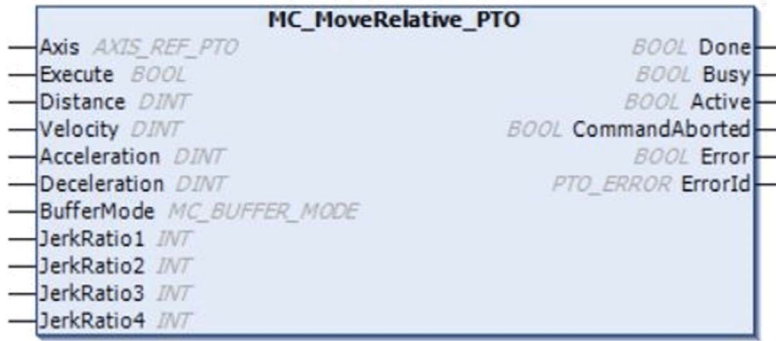 MC_MoveRelative_PTO
Axis AXIS_REF_PTO BOOL Done
Execute BOOL BOOL Busy
Distance DINT BOOL Active
Velocity DINT BOOL CommandAborted
Acceleration DINT BOOL Error
Deceleration DINT PTO_ERROR ErrorId
BufferMode MC_BUFFER_MODE
JerkRatio1 INT
JerkRatio2 INT
JerkRatio3 INT
JerkRatio4 INT